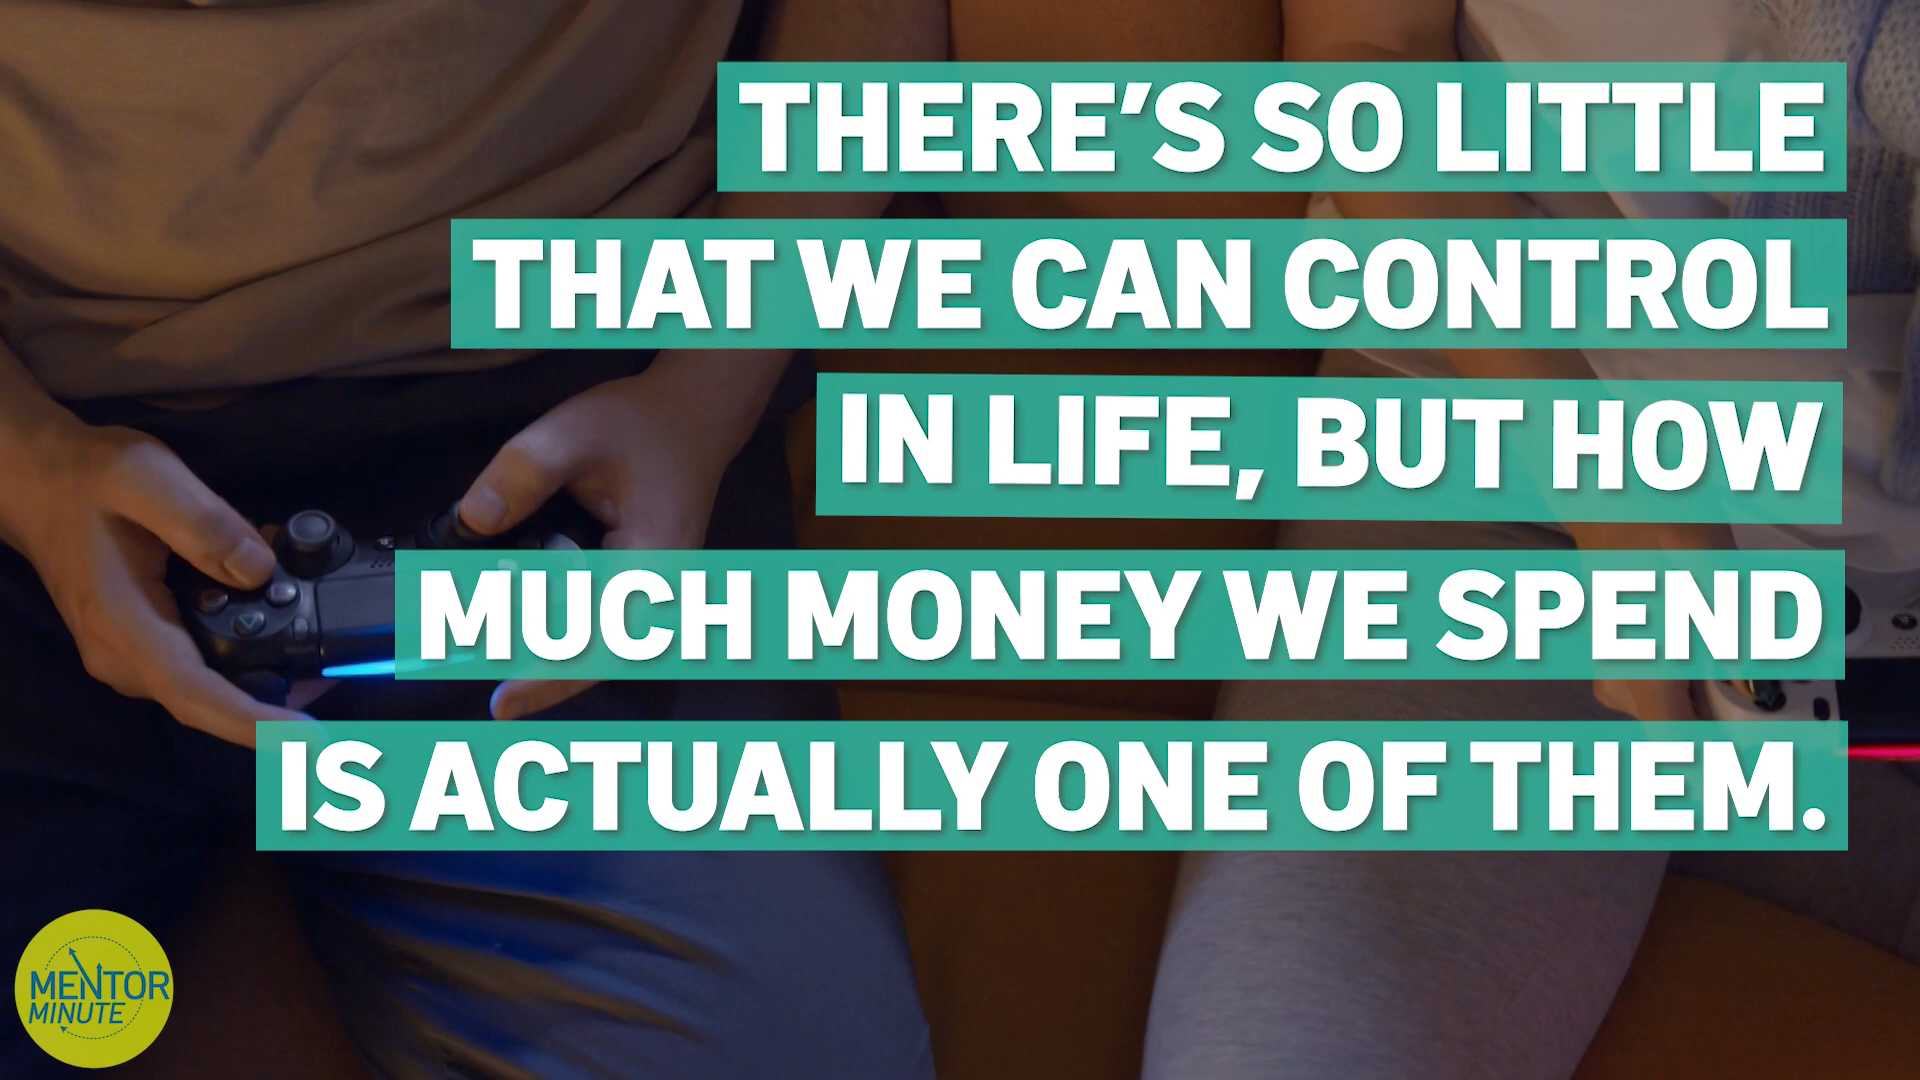 THERE’S SO LITTLE
THAT WE CAN CONTROL
IN LIFE, BUT HOW
MUCH MONEY WE SPEND
IS ACTUALLY ONE OF THEM.
MENTOR
MINUTE